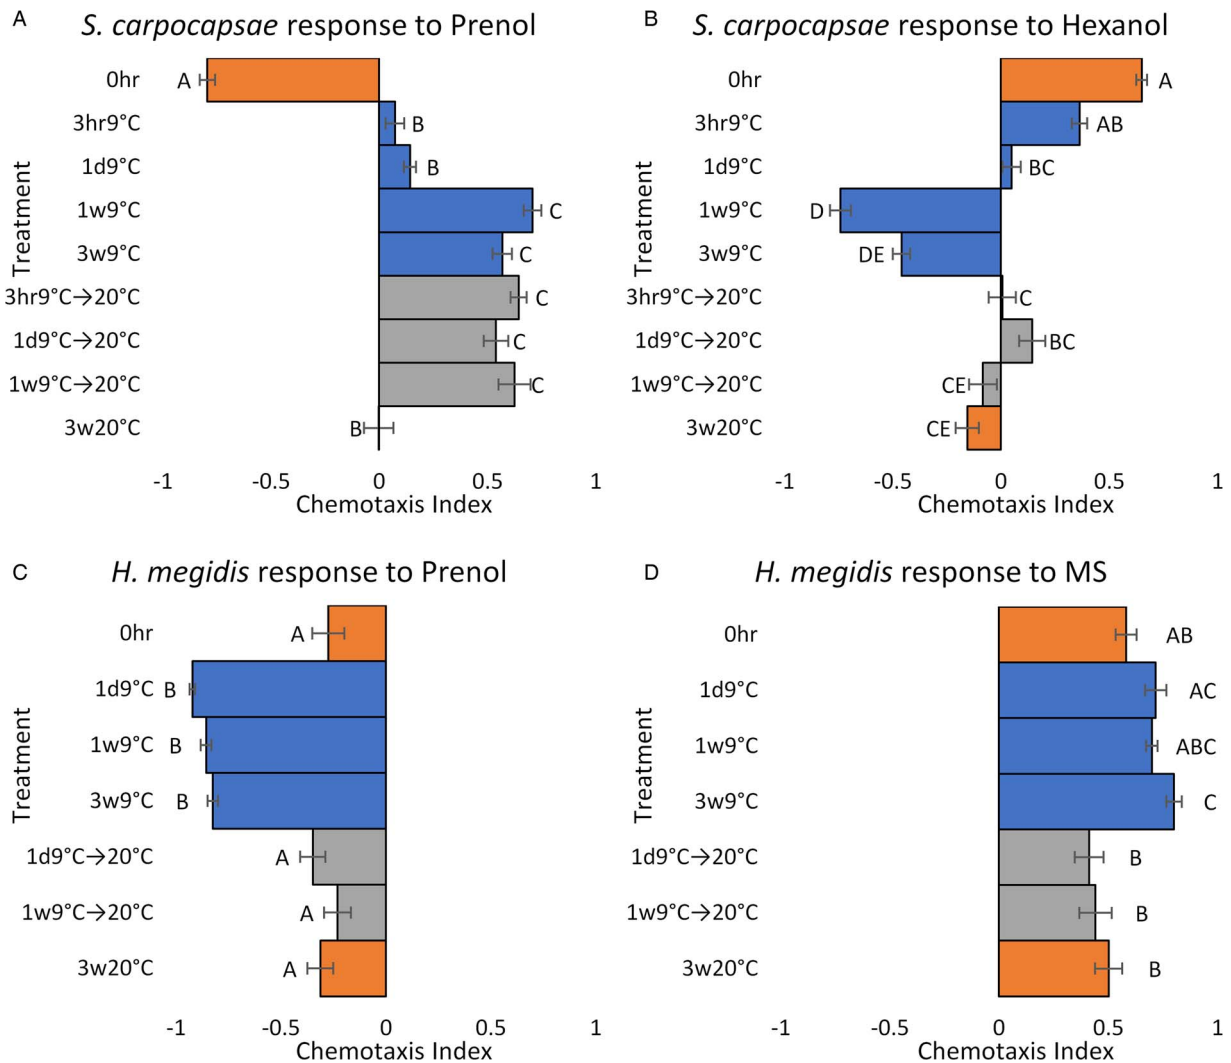 A
S. carpocapsae response to Prenol
Treatment
0hr
A
3hr9°C
B
1d9°C
B
1w9°C
C
3w9°C
C
3hr9°C→20°C
C
1d9°C→20°C
C
1w9°C→20°C
C
3w20°C
B
-1 -0.5 0 0.5 1
Chemotaxis Index
B
S. carpocapsae response to Hexanol
Treatment
0hr
A
3hr9°C
AB
1d9°C
BC
1w9°C
D
3w9°C
DE
3hr9°C→20°C
C
1d9°C→20°C
BC
1w9°C→20°C
CE
3w20°C
CE
-1 -0.5 0 0.5 1
Chemotaxis Index
C
H. megidis response to Prenol
Treatment
0hr
A
1d9°C
B
1w9°C
B
3w9°C
B
1d9°C→20°C
A
1w9°C→20°C
A
3w20°C
A
-1 -0.5 0 0.5 1
Chemotaxis Index
D
H. megidis response to MS
Treatment
0hr
AB
1d9°C
AC
1w9°C
ABC
3w9°C
C
1d9°C→20°C
B
1w9°C→20°C
B
3w20°C
B
-1 -0.5 0 0.5 1
Chemotaxis Index